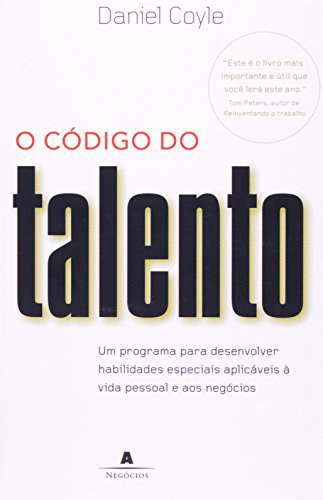 Daniel Coyle
"Este é o livro mais
importante e útil que
você lerá este ano."
Tom Peters, autor de
Reinventando o trabalho
O CÓDIGO DO
talento
Um programa para desenvolver
habilidades especiais aplicáveis à
vida pessoal e aos negócios
A
NEGÓCIOS